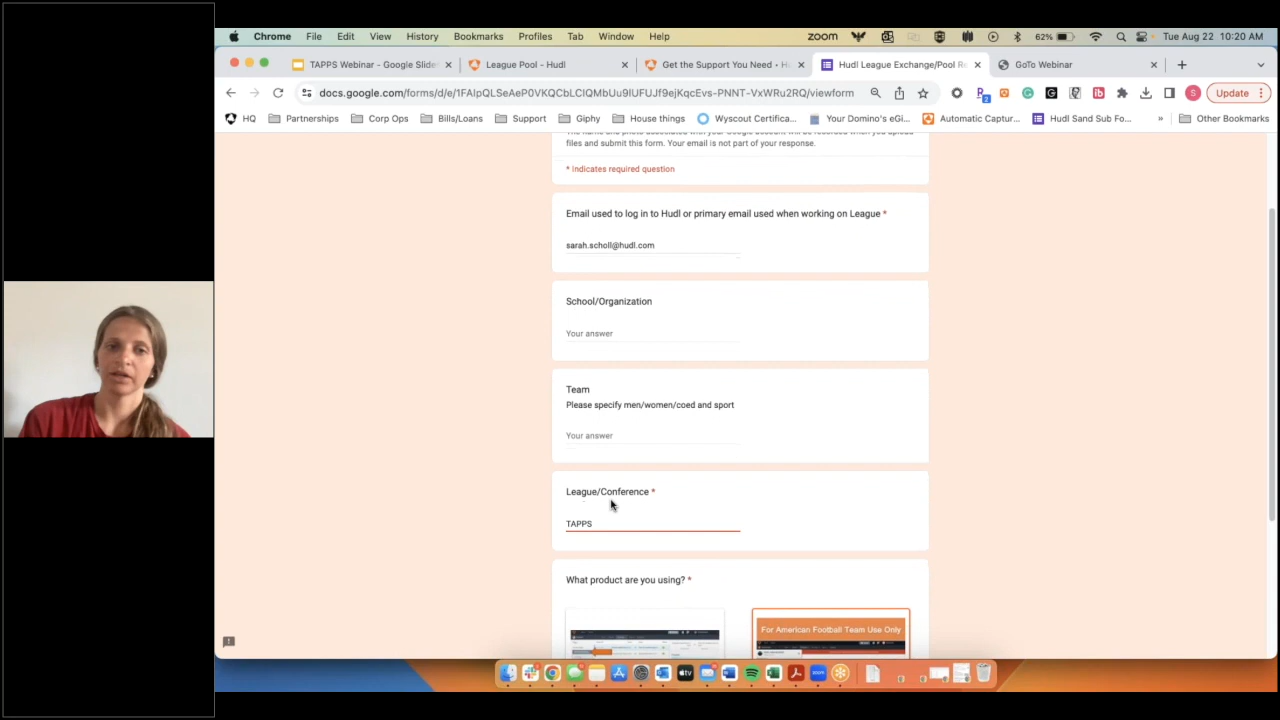 Chrome File Edit View History Bookmarks Profiles Tab Window Help zoom 62% Tue Aug 22 10:20 AM
TAPPS Webinar - Google Slide League Pool - Hudl Get the Support You Need • H Hudl League Exchange/Pool Re GoTo Webinar
docs.google.com/forms/d/e/1FAIpQLSeAeP0VKQCbLCIQMbUu9IUFUJf9ejKqcEvs-PNNT-VxWRu2RQ/viewform Update
HQ Partnerships Corp Ops Bills/Loans Support Giphy House things Wyscout Certifica... Your Domino's eGi... Automatic Captur... Hudl Sand Sub Fo... » Other Bookmarks
files and submit this form. Your email is not part of your response.
* Indicates required question
Email used to log in to Hudl or primary email used when working on League *
sarah.scholl@hudl.com
School/Organization
Your answer
Team
Please specify men/women/coed and sport
Your answer
League/Conference *
TAPPS
What product are you using? *
For American Football Team Use Only